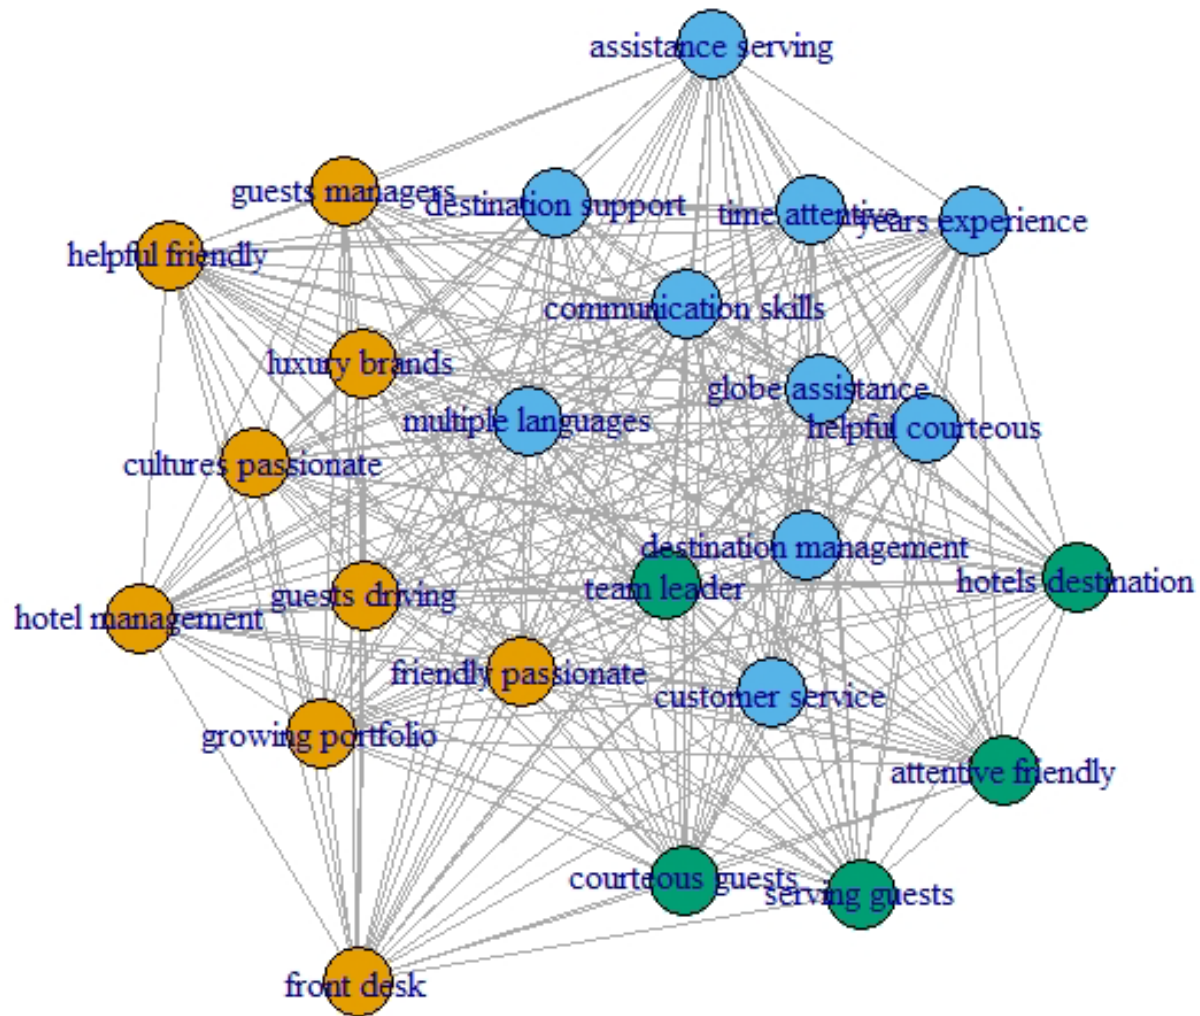 assistance serving
guests managers
destination support
time attentive
years experience
helpful friendly
communication skills
luxury brands
globe assistance
multiple languages
helpful courteous
cultures passionate
destination management
hotels destination
team leader
guests driving
hotel management
friendly passionate
customer service
growing portfolio
attentive friendly
courteous guests
serving guests
front desk